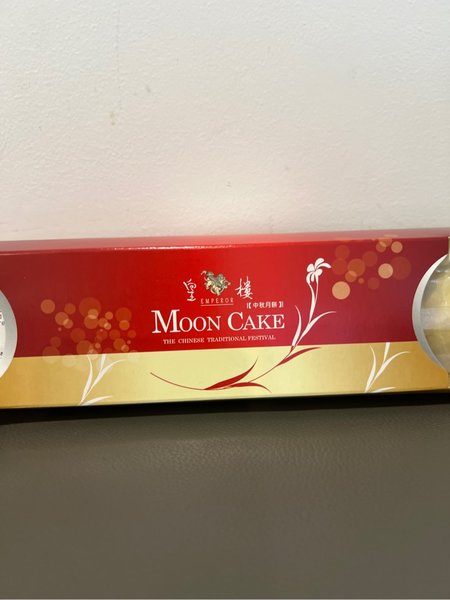 皇 樓
EMPEROR
【中秋月餅】
MOON CAKE
THE CHINESE TRADITIONAL FESTIVAL